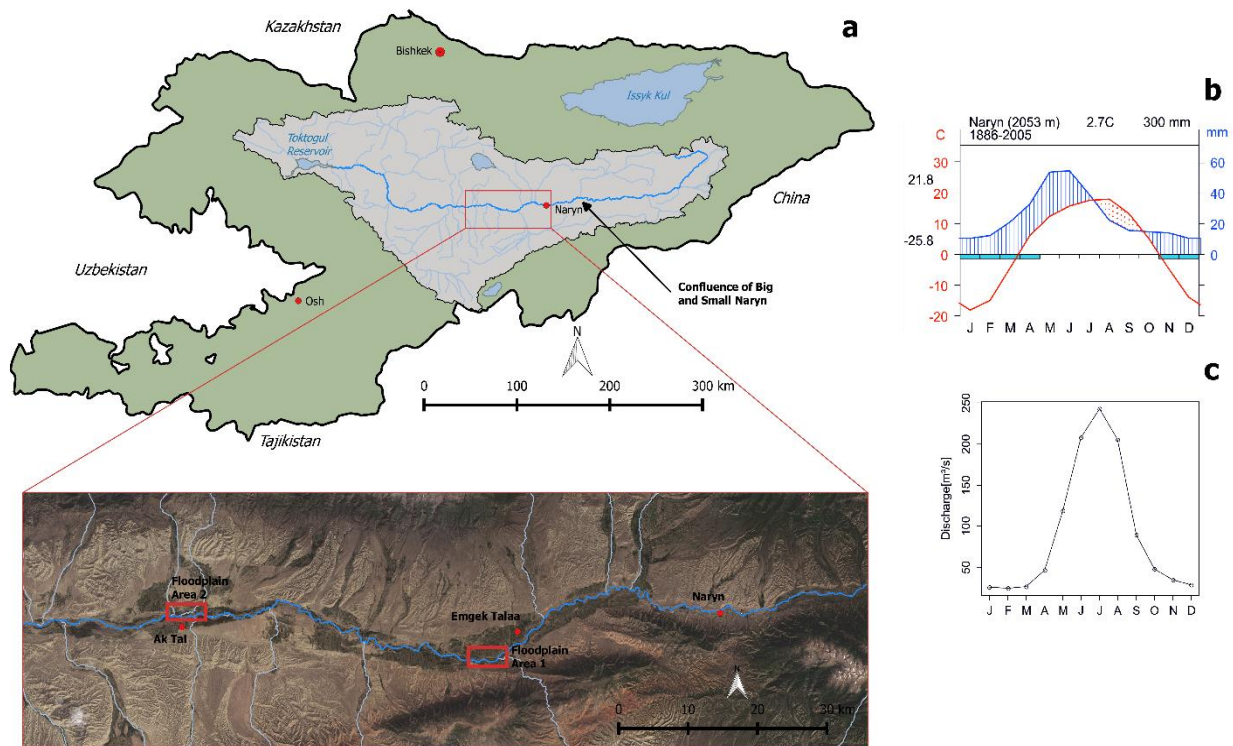 a
Kazakhstan
Bishkek
Issyk Kul
Toktogul
Reservoir
Naryn
China
Uzbekistan
Osh
Confluence of Big
and Small Naryn
N
0 100 200 300 km
Tajikistan
Floodplain
Area 2
Ak Tal
Emgek Talaa
Floodplain
Area 1
Naryn
N
0 10 20 30 km
b
Naryn (2053 m) 2.7C 300 mm
1886-2005
C
mm
30
20
10
0
-10
-20
21.8
-25.8
60
40
20
0
J F M A M J J A S O N D
c
Discharge[m³/s]
250
200
150
100
50
J F M A M J J A S O N D